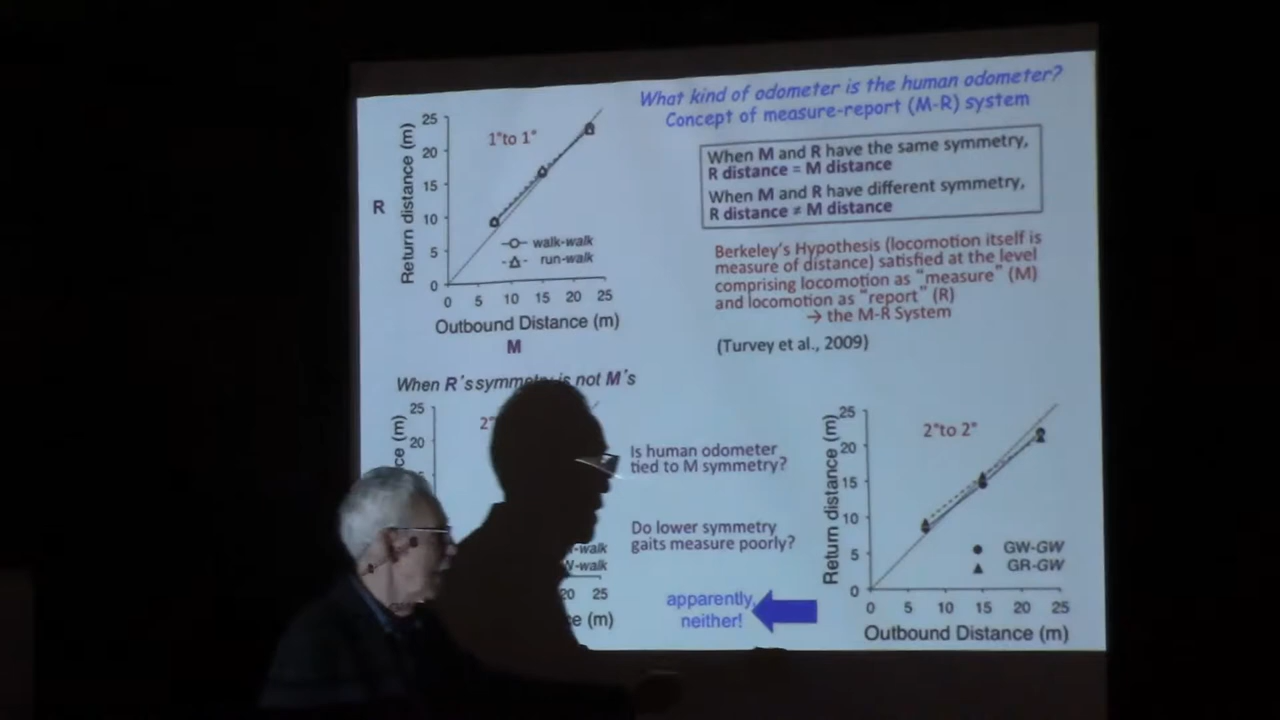 What kind of odometer is the human odometer?
Concept of measure-report (M-R) system
25
20
15
10
5
0
R
Return distance (m)
1°to 1°
walk-walk
run-walk
0 5 10 15 20 25
Outbound Distance (m)
M
When M and R have the same symmetry,
R distance = M distance
When M and R have different symmetry,
R distance ≠ M distance
Berkeley's Hypothesis (locomotion itself is
measure of distance) satisfied at the level
comprising locomotion as "measure" (M)
and locomotion as "report" (R)
→ the M-R System
(Turvey et al., 2009)
When R's symmetry is not M's
25
20
(m)
20 25
(m)
Is human odometer
tied to M symmetry?
Do lower symmetry
gaits measure poorly?
apparently,
neither!
25
20
15
10
5
0
Return distance (m)
2°to 2°
GW-GW
GR-GW
0 5 10 15 20 25
Outbound Distance (m)